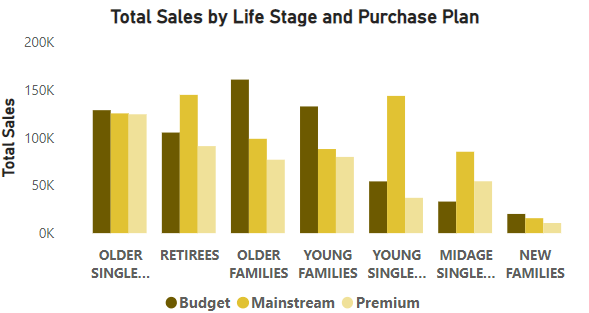 Total Sales by Life Stage and Purchase Plan
200K
150K
100K
50K
0K
Total Sales
OLDER SINGLE...
RETIREES
OLDER FAMILIES
YOUNG FAMILIES
YOUNG SINGLE...
MIDAGE SINGLE...
NEW FAMILIES
Budget Mainstream Premium